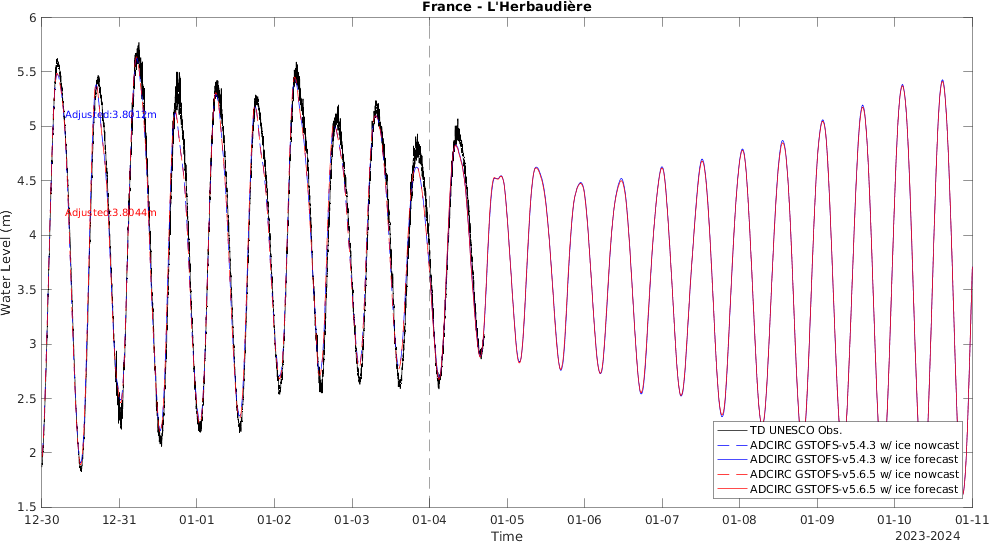 France - L'Herbaudière
6
5.5
5
4.5
4
3.5
3
2.5
2
1.5
Water Level (m)
Adjusted:3.8012m
Adjusted:3.8044m
TD UNESCO Obs.
ADCIRC GSTOFS-v5.4.3 w/ ice nowcast
ADCIRC GSTOFS-v5.4.3 w/ ice forecast
ADCIRC GSTOFS-v5.6.5 w/ ice nowcast
ADCIRC GSTOFS-v5.6.5 w/ ice forecast
12-30 12-31 01-01 01-02 01-03 01-04 01-05 01-06 01-07 01-08 01-09 01-10 01-11
Time
2023-2024